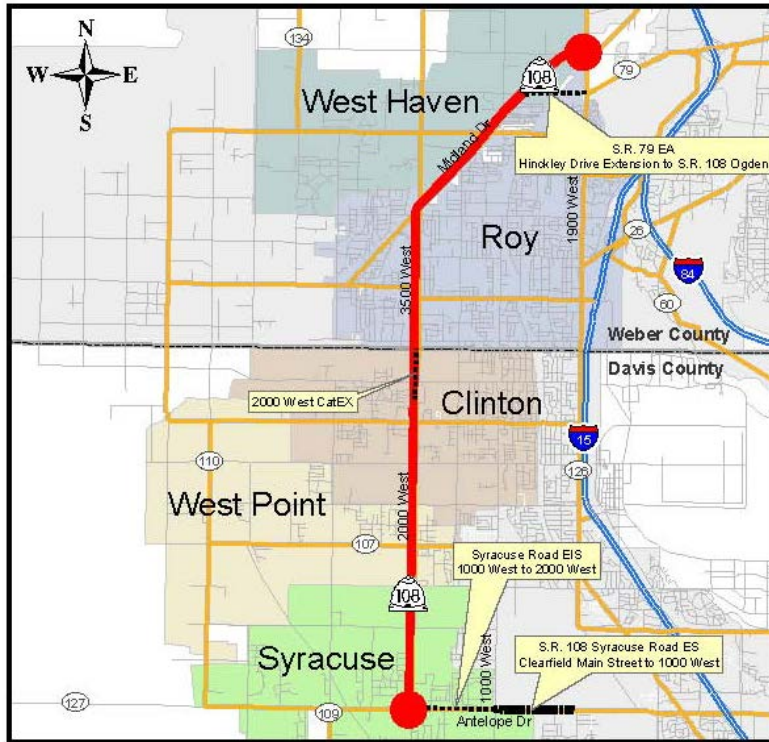 N
W E
S
134
108
79
West Haven
Midland Dr
S.R. 79 EA
Hinckley Drive Extension to S.R. 108 Ogden
1900 West
Roy
26
84
3500 West
60
Weber County
Davis County
2000 West CatEX
Clinton
15
126
110
West Point
2000 West
107
Syracuse Road EIS
1000 West to 2000 West
108
S.R. 108 Syracuse Road ES
Clearfield Main Street to 1000 West
Syracuse
1000 West
127
109
Antelope Dr